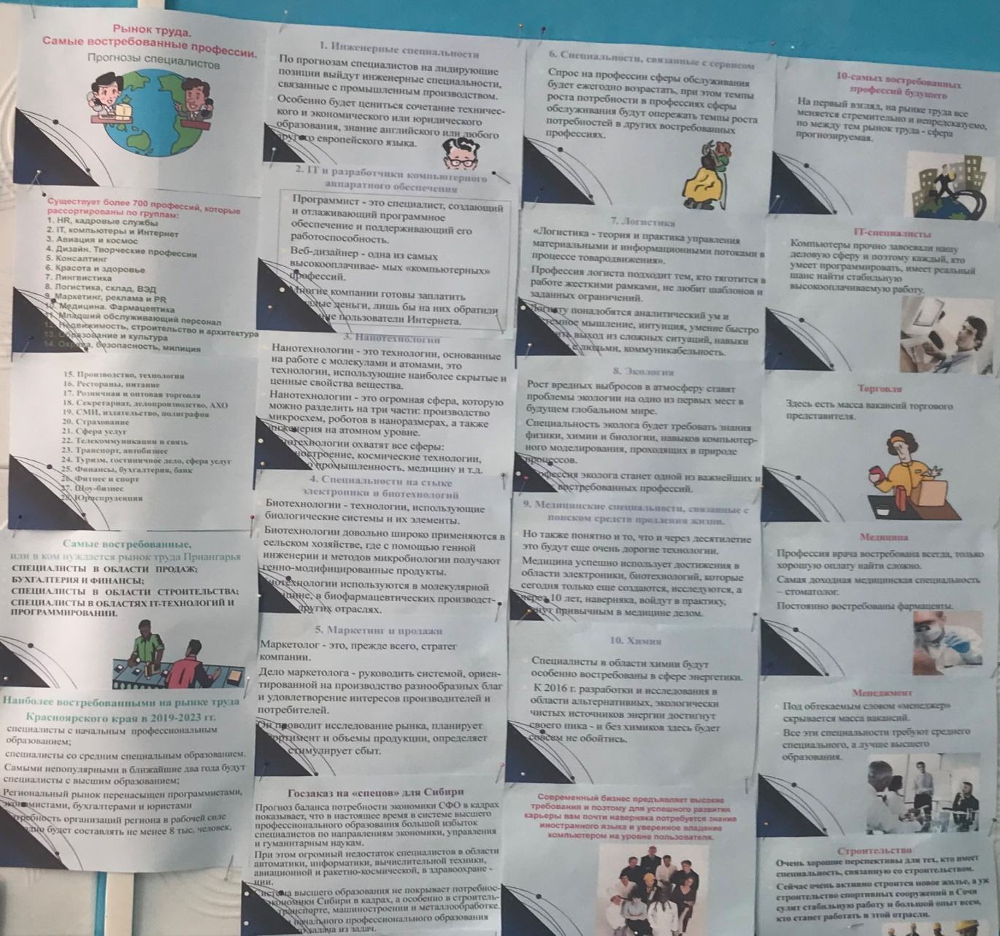 Рынок труда.
Самые востребованные профессии.
Прогнозы специалистов
Существует более 700 профессий, которые
рассортированы по группам:
1. HR, кадровые службы
2. IT, компьютеры и Интернет
3. Авиация и космос
4. Дизайн. Творческие профессии
5. Консалтинг
6. Красота и здоровье
7. Лингвистика
8. Логистика, склад, ВЭД
9. Маркетинг, реклама и PR
10. Медицина. Фармацевтика
11. Младший обслуживающий персонал
12. Недвижимость, строительство и архитектура
13. Образование и культура
14. Охрана, безопасность, милиция
15. Производство, технологии
16. Рестораны, питание
17. Розничная и оптовая торговля
18. Секретариат, делопроизводство, АХО
19. СМИ, издательство, полиграфия
20. Страхование
21. Сфера услуг
22. Телекоммуникации и связь
23. Транспорт, автобизнес
24. Туризм, гостиничное дело, сфера услуг
25. Финансы, бухгалтерия, банк
26. Фитнес и спорт
27. Шоу-бизнес
28. Юриспруденция
Самые востребованные,
или в ком нуждается рынок труда Приангарья
СПЕЦИАЛИСТЫ В ОБЛАСТИ ПРОДАЖ;
БУХГАЛТЕРИЯ И ФИНАНСЫ;
СПЕЦИАЛИСТЫ В ОБЛАСТИ СТРОИТЕЛЬСТВА;
СПЕЦИАЛИСТЫ В ОБЛАСТЯХ IT-ТЕХНОЛОГИЙ И
ПРОГРАММИРОВАНИИ.
Наиболее востребованными на рынке труда
Красноярского края в 2019-2023 гг.
специалисты с начальным профессиональным
образованием;
специалисты со средним специальным образованием.
Самыми непопулярными в ближайшие два года будут
специалисты с высшим образованием;
Региональный рынок перенасыщен программистами,
экономистами, бухгалтерами и юристами
потребность организаций региона в рабочей силе
будет составлять не менее 8 тыс. человек.
1. Инженерные специальности
По прогнозам специалистов на лидирующие
позиции выйдут инженерные специальности,
связанные с промышленным производством.
Особенно будет цениться сочетание техничес-
кого и экономического или юридического
образования, знание английского или любого
другого европейского языка.
2. IT и разработчики компьютерного
аппаратного обеспечения
Программист - это специалист, создающий
и отлаживающий программное
обеспечение и поддерживающий его
работоспособность.
Веб-дизайнер - одна из самых
высокооплачивае- мых «компьютерных»
профессий.
Многие компании готовы заплатить
деньги, лишь бы на них обратили
пользователи Интернета.
3. Нанотехнологии
Нанотехнологии - это технологии, основанные
на работе с молекулами и атомами, это
технологии, использующие наиболее скрытые и
ценные свойства вещества.
Нанотехнологии - это огромная сфера, которую
можно разделить на три части: производство
микросхем, роботов в наноразмерах, а также
инженерия на атомном уровне.
Нанотехнологии охватят все сферы:
космические технологии,
промышленность, медицину и т.д.
4. Специальности на стыке
электроники и биотехнологий
Биотехнологии - технологии, использующие
биологические системы и их элементы.
Биотехнологии довольно широко применяются в
сельском хозяйстве, где с помощью генной
инженерии и методов микробиологии получают
генно-модифицированные продукты.
Биотехнологии используются в молекулярной
в биофармацевтических производст-
других отраслях.
5. Маркетинг и продажи
Маркетолог - это, прежде всего, стратег
компании.
Дело маркетолога - руководить системой, ориен-
тированной на производство разнообразных благ
и удовлетворение интересов производителей и
потребителей.
Он проводит исследование рынка, планирует
ассортимент и объемы продукции, определяет
стимулирует сбыт.
Госзаказ на «спецов» для Сибири
Прогноз баланса потребности экономики СФО в кадрах
показывает, что в настоящее время в системе высшего
профессионального образования большой избыток
специалистов по направлениям экономики, управления
и гуманитарным наукам.
При этом огромный недостаток специалистов в области
автоматики, информатики, вычислительной техники,
авиационной и ракетно-космической, в здравоохране -
нии.
Система высшего образования не покрывает потребнос-
экономики Сибири в кадрах, а особенно в строитель-
транспорте, машиностроении и металлообработке.
начального профессионального образования
задача из задач.
6. Специальности, связанные с сервисом
Спрос на профессии сферы обслуживания
будет ежегодно возрастать, при этом темпы
роста потребности в профессиях сферы
обслуживания будут опережать темпы роста
потребностей в других востребованных
профессиях.
7. Логистика
«Логистика - теория и практика управления
материальными и информационными потоками в
процессе товародвижения».
Профессия логиста подходит тем, кто тяготится в
работе жесткими рамками, не любит шаблонов и
заданных ограничений.
Логисту понадобятся аналитический ум и
мышление, интуиция, умение быстро
выход из сложных ситуаций, навыки
людьми, коммуникабельность.
8. Экология
Рост вредных выбросов в атмосферу ставят
проблемы экологии на одно из первых мест в
будущем глобальном мире.
Специальность эколога будет требовать знания
физики, химии и биологии, навыков компьютер-
ного моделирования, проходящих в природе
процессов.
Профессия эколога станет одной из важнейших и
востребованных профессий.
9. Медицинские специальности, связанные с
поиском средств продления жизни.
Но также понятно и то, что и через десятилетие
это будут еще очень дорогие технологии.
Медицина успешно использует достижения в
области электроники, биотехнологий, которые
сегодня только еще создаются, исследуются, а
через 10 лет, наверняка, войдут в практику,
станут привычным в медицине делом.
10. Химия
Специалисты в области химии будут
особенно востребованы в сфере энергетики.
К 2016 г. разработки и исследования в
области альтернативных, экологически
чистых источников энергии достигнут
своего пика - и без химиков здесь будет
совсем не обойтись.
Современный бизнес предъявляет высокие
требования и поэтому для успешного развития
карьеры вам почти наверняка потребуется знание
иностранного языка и уверенное владение
компьютером на уровне пользователя.
10-самых востребованных
профессий будущего
На первый взгляд, на рынке труда все
меняется стремительно и непредсказуемо,
но между тем рынок труда - сфера
прогнозируемая.
IT-специалисты
Компьютеры прочно завоевали нашу
деловую сферу и поэтому каждый, кто
умеет программировать, имеет реальный
шанс найти стабильную
высокооплачиваемую работу.
Торговля
Здесь есть масса вакансий торгового
представителя.
Медицина
Профессия врача востребована всегда, только
хорошую оплату найти сложно.
Самая доходная медицинская специальность
– стоматолог.
Постоянно востребованы фармацевты.
Менеджмент
Под обтекаемым словом «менеджер»
скрывается масса вакансий.
Все эти специальности требуют среднего
специального, а лучше высшего
образования.
Строительство
Очень хорошие перспективы для тех, кто имеет
специальность, связанную со строительством.
Сейчас очень активно строится новое жилье, а уж
строительство спортивных сооружений в Сочи
сулит стабильную работу и большой опыт всем,
кто станет работать в этой отрасли.